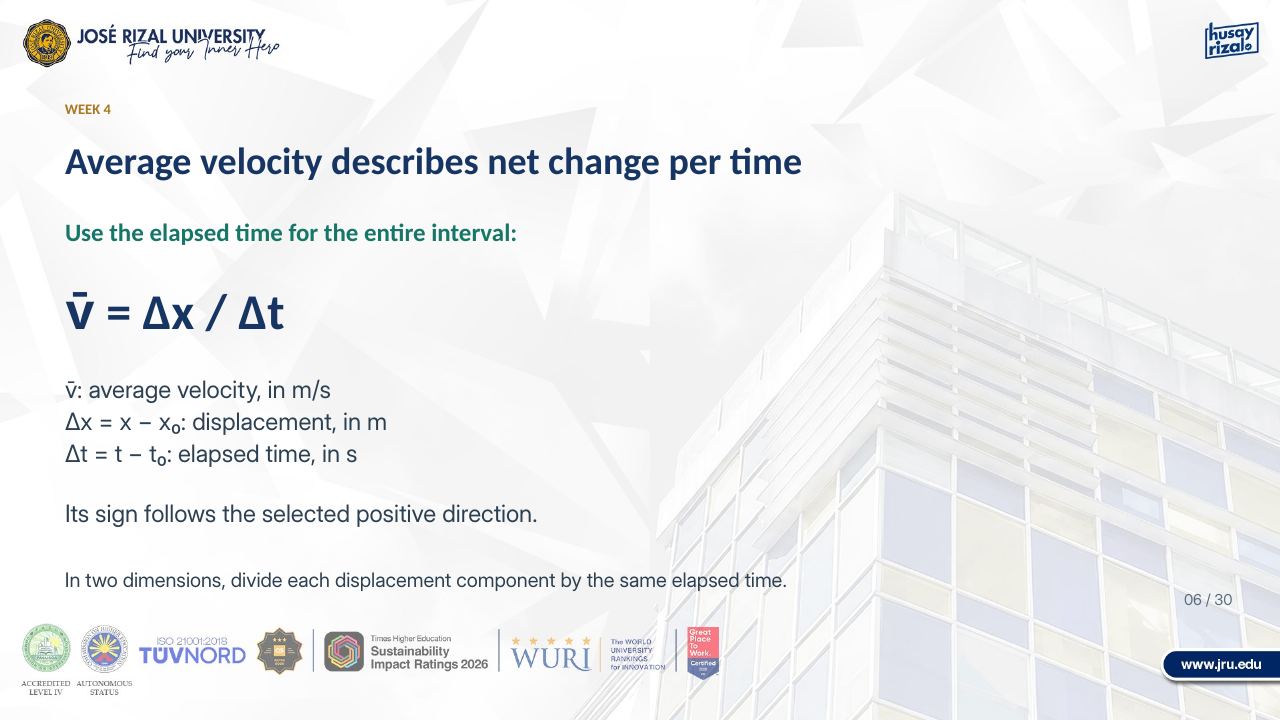 JOSÉ RIZAL UNIVERSITY
Find your Inner Hero
husay
rizal
WEEK 4
Average velocity describes net change per time
Use the elapsed time for the entire interval:
v̄ = Δx / Δt
v̄: average velocity, in m/s
Δx = x − x₀: displacement, in m
Δt = t − t₀: elapsed time, in s
Its sign follows the selected positive direction.
In two dimensions, divide each displacement component by the same elapsed time.
06 / 30
ACCREDITED
LEVEL IV
AUTONOMOUS
STATUS
ISO 21001:2018
TÜVNORD
Times Higher Education
Sustainability
Impact Ratings 2026
WURI
The WORLD
UNIVERSITY
RANKINGS
for INNOVATION
Great
Place
To
Work.
Certified
www.jru.edu